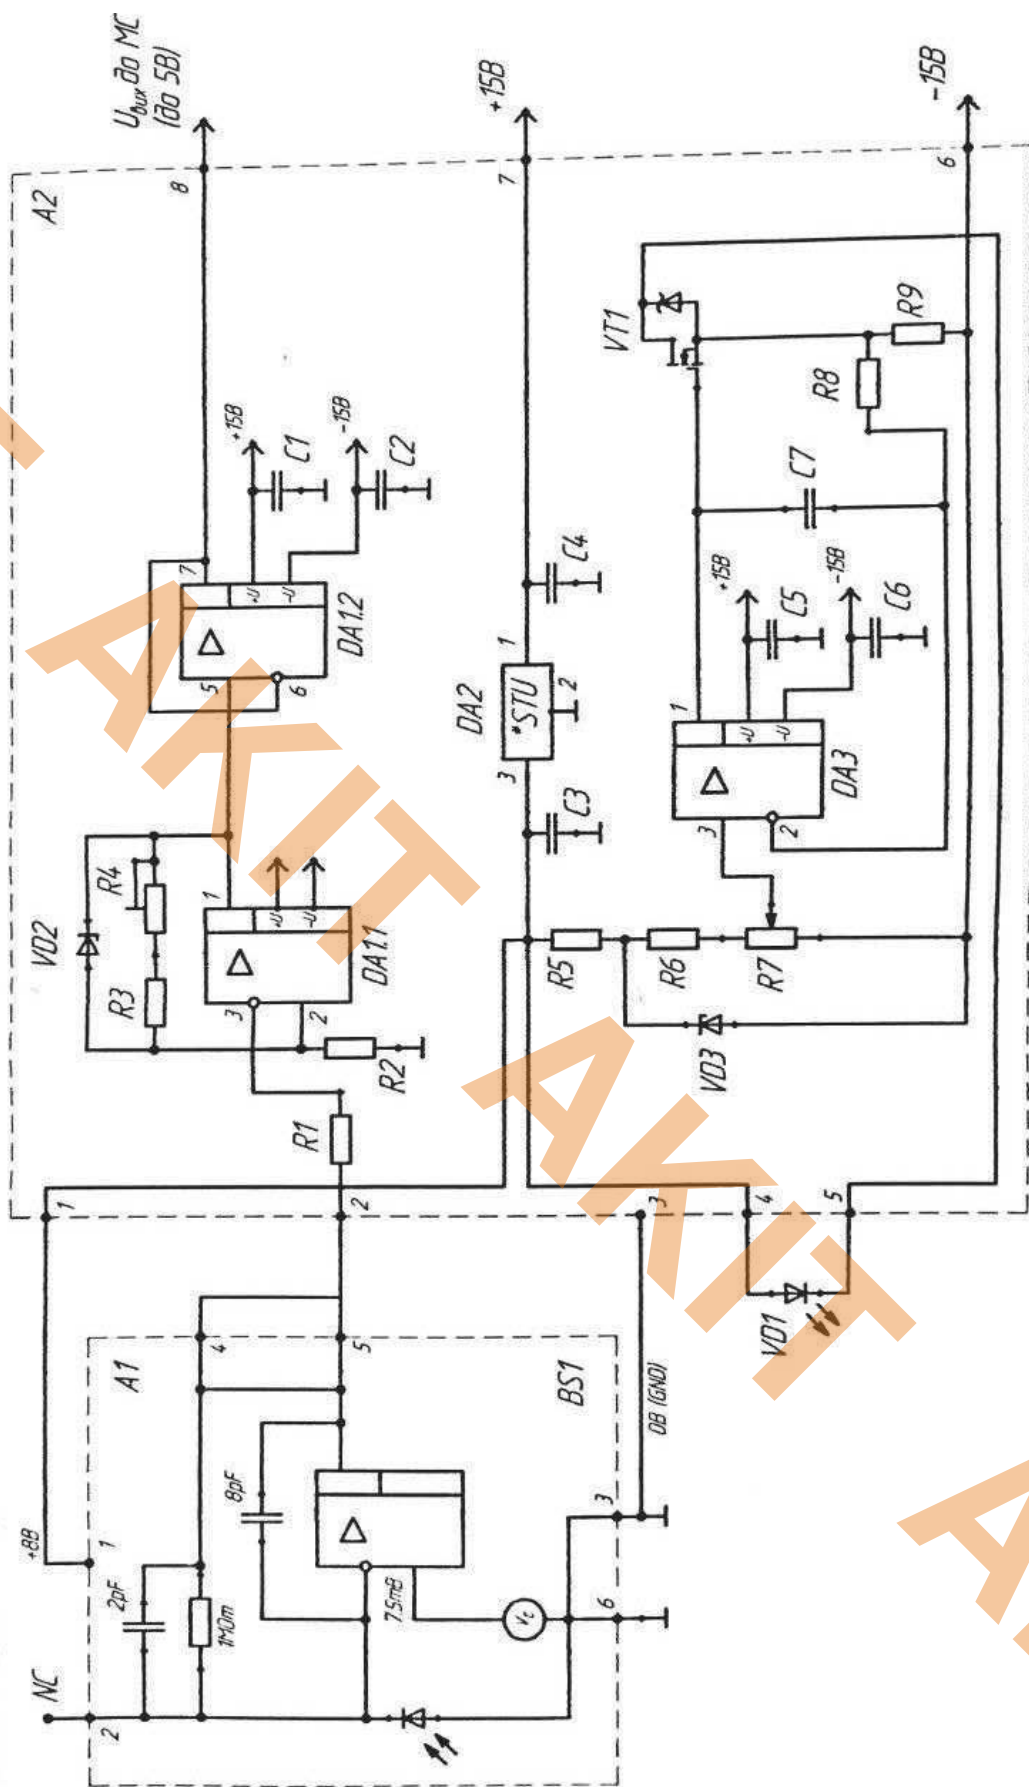 NC
+8В
A1
2
1
2pF
1МОm
8pF
7.5mВ
Vc
4
5
BS1
6
3
0В (GND)
A2
1
2
3
4
5
VD1
R1
R2
R3
R4
VD2
3
2
1
+U
-U
DA1.1
5
6
7
+U
-U
DA1.2
+15В
C1
-15В
C2
8
Uвих до МС
(до 5В)
C3
3
DA2
*STU
2
1
C4
7
+15В
R5
R6
R7
VD3
3
2
1
+U
-U
DA3
+15В
C5
-15В
C6
C7
VT1
R8
R9
6
-15В
AKIT
AKIT